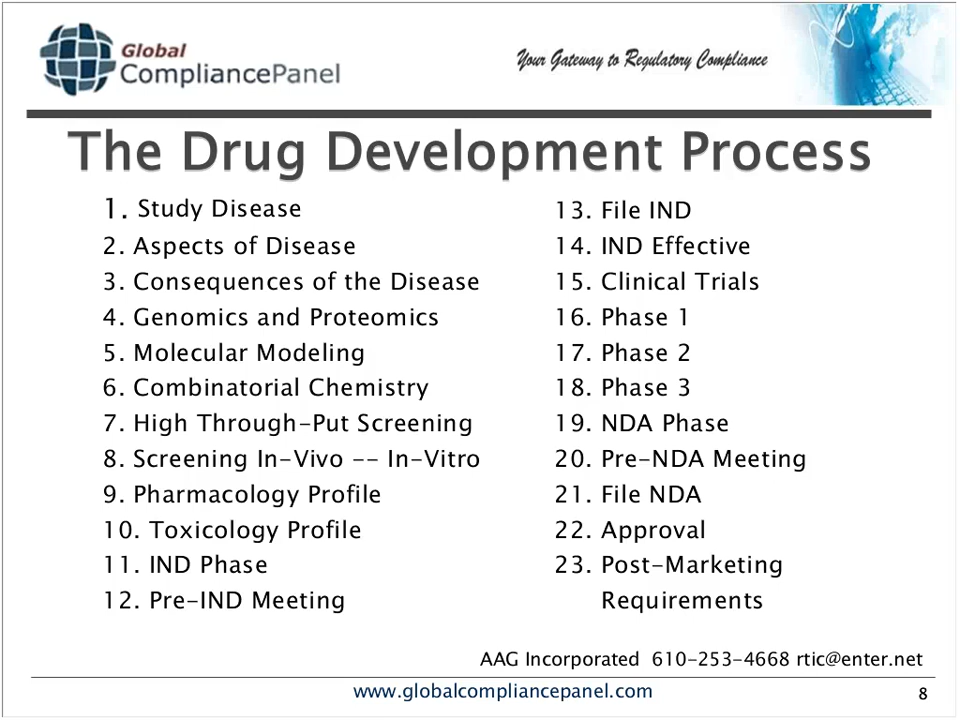 Global
CompliancePanel
Your Gateway to Regulatory Compliance
The Drug Development Process
1. Study Disease
2. Aspects of Disease
3. Consequences of the Disease
4. Genomics and Proteomics
5. Molecular Modeling
6. Combinatorial Chemistry
7. High Through-Put Screening
8. Screening In-Vivo -- In-Vitro
9. Pharmacology Profile
10. Toxicology Profile
11. IND Phase
12. Pre-IND Meeting
13. File IND
14. IND Effective
15. Clinical Trials
16. Phase 1
17. Phase 2
18. Phase 3
19. NDA Phase
20. Pre-NDA Meeting
21. File NDA
22. Approval
23. Post-Marketing
Requirements
AAG Incorporated 610-253-4668 rtic@enter.net
www.globalcompliancepanel.com
8